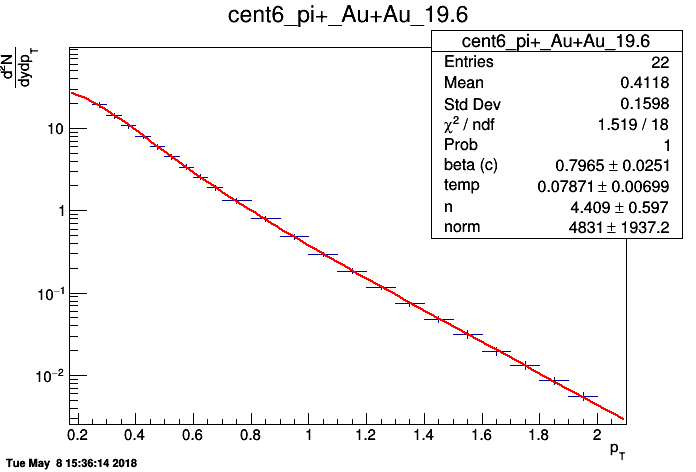 cent6_pi+_Au+Au_19.6
cent6_pi+_Au+Au_19.6
Entries 22
Mean 0.4118
Std Dev 0.1598
χ² / ndf 1.519 / 18
Prob 1
beta (c) 0.7965 ± 0.0251
temp 0.07871 ± 0.00699
n 4.409 ± 0.597
norm 4831 ± 1937.2
d²N
dydp_T
10
1
10⁻¹
10⁻²
0.2 0.4 0.6 0.8 1 1.2 1.4 1.6 1.8 2
p_T
Tue May 8 15:36:14 2018